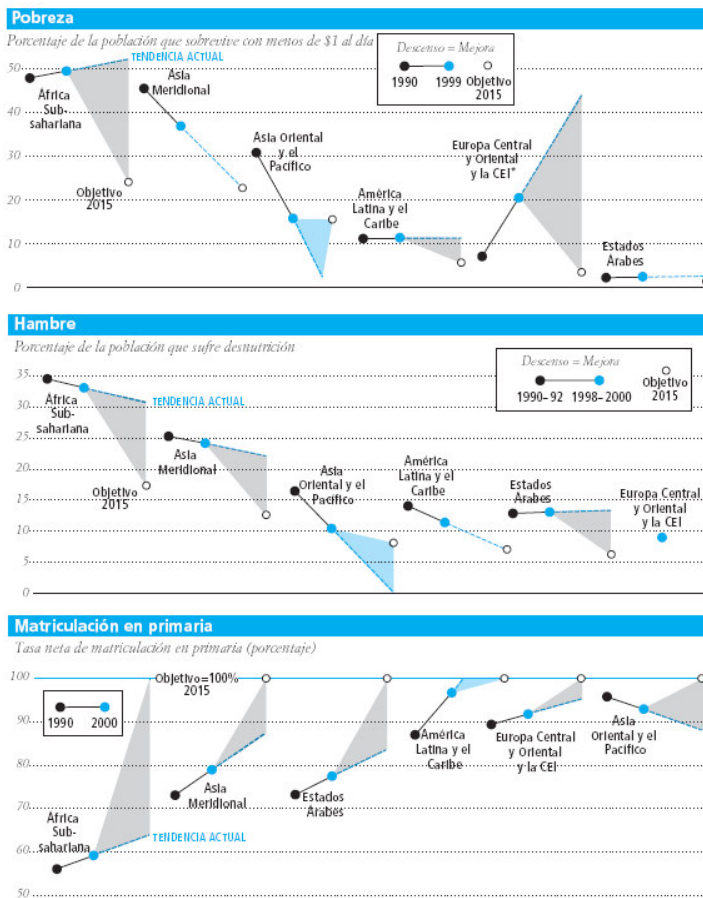 Pobreza
Porcentaje de la población que sobrevive con menos de $1 al día
TENDENCIA ACTUAL
Descenso = Mejora
1990
1999
Objetivo
2015
50
40
30
20
10
0
África
Sub-
sahariana
Objetivo
2015
Asia
Meridional
Asia Oriental
y el
Pacífico
América
Latina y el
Caribe
Europa Central
y Oriental
y la CEI*
Estados
Árabes
Hambre
Porcentaje de la población que sufre desnutrición
Descenso = Mejora
1990–92
1998–2000
Objetivo
2015
35
30
25
20
15
10
5
0
África
Sub-
sahariana
TENDENCIA ACTUAL
Objetivo
2015
Asia
Meridional
Asia
Oriental y el
Pacífico
América
Latina y el
Caribe
Estados
Árabes
Europa Central
y Oriental
y la CEI
Matriculación en primaria
Tasa neta de matriculación en primaria (porcentaje)
100
90
80
70
60
50
1990
2000
Objetivo=100%
2015
África
Sub-
sahariana
TENDENCIA ACTUAL
Asia
Meridional
Estados
Árabes
América
Latina y el
Caribe
Europa Central
y Oriental
y la CEI
Asia
Oriental y el
Pacífico